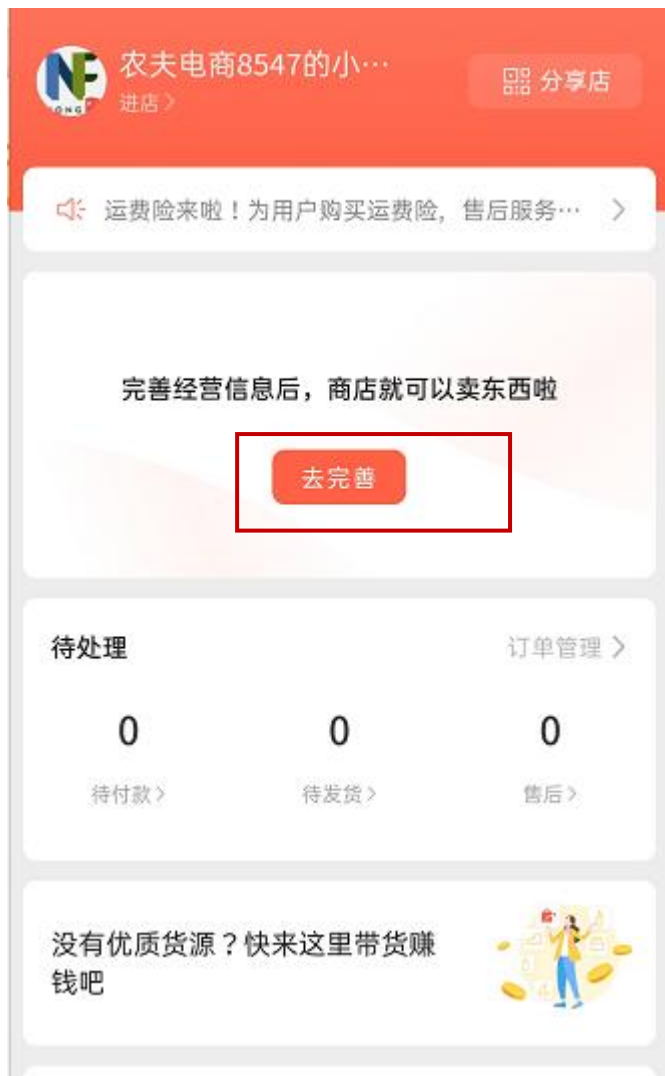 NF
农夫电商8547的小…
分享店
ONG
进店>
运费险来啦！为用户购买运费险，售后服务… >
完善经营信息后，商店就可以卖东西啦
去完善
待处理
订单管理 >
0
0
0
待付款>
待发货>
售后>
没有优质货源？快来这里带货赚
钱吧